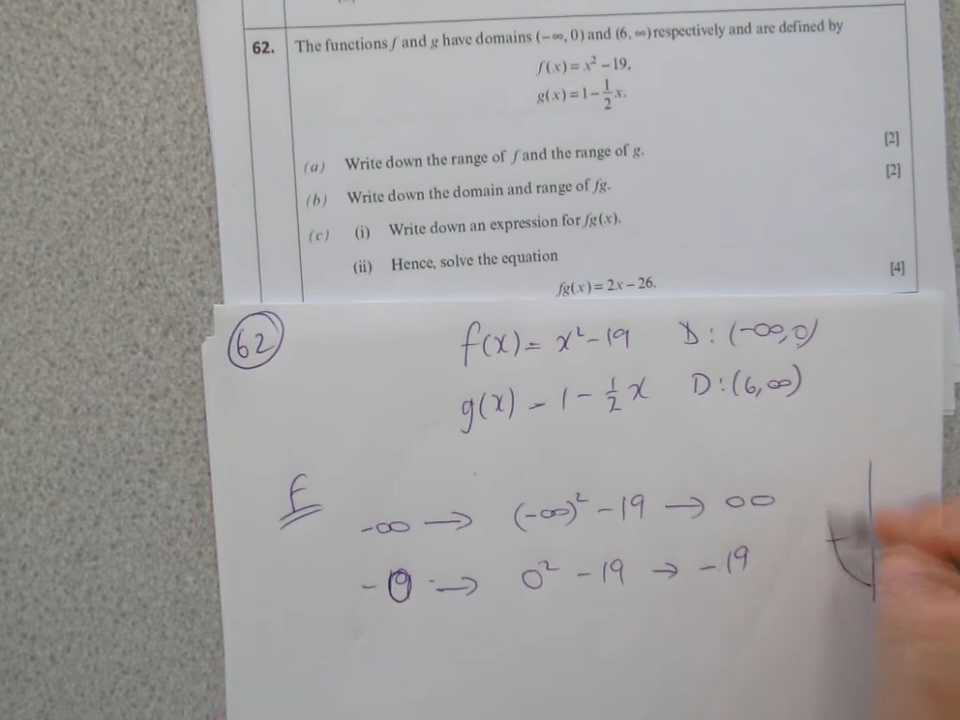 62. The functions f and g have domains (−∞, 0) and (6, ∞) respectively and are defined by
f(x) = x² − 19,
g(x) = 1 − 1/2 x.
(a) Write down the range of f and the range of g. [2]
(b) Write down the domain and range of fg. [2]
(c) (i) Write down an expression for fg(x).
(ii) Hence, solve the equation
fg(x) = 2x − 26. [4]
62 f(x) = x² − 19 D: (−∞, 0)
g(x) = 1 − 1/2 x D: (6, ∞)
f
−∞ → (−∞)² − 19 → ∞
0² − 19 → −19